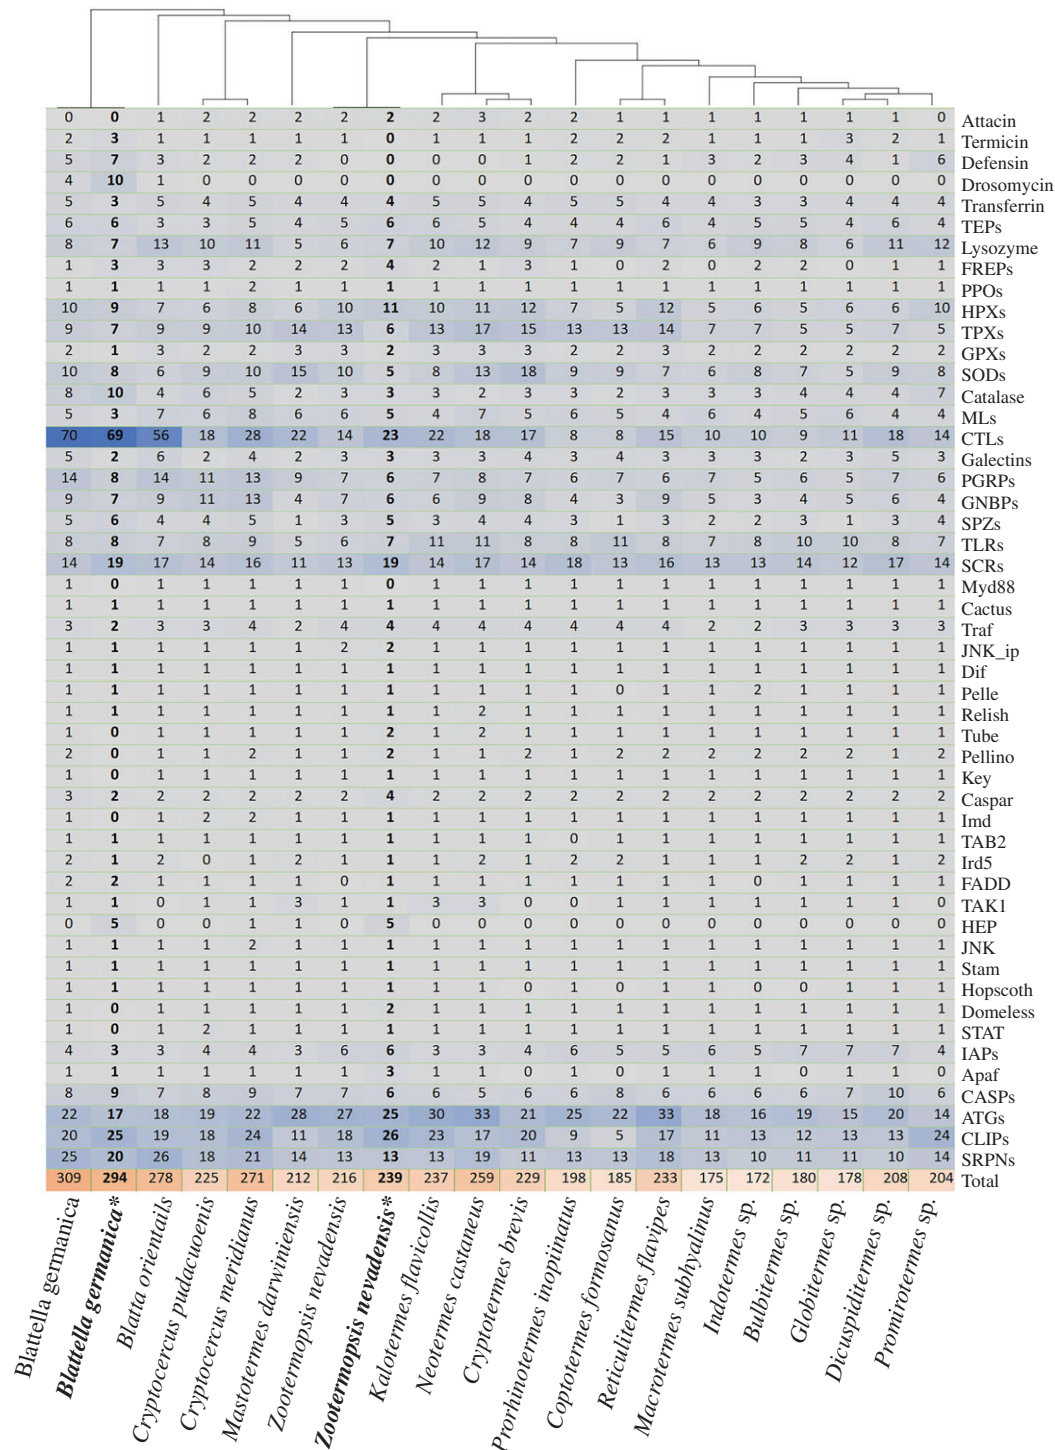 0 0 1 2 2 2 2 2 2 3 2 2 1 1 1 1 1 1 1 0 Attacin
2 3 1 1 1 1 1 0 1 1 1 2 2 2 1 1 1 3 2 1 Termicin
5 7 3 2 2 2 0 0 0 0 1 2 2 1 3 2 3 4 1 6 Defensin
4 10 1 0 0 0 0 0 0 0 0 0 0 0 0 0 0 0 0 0 Drosomycin
5 3 5 4 5 4 4 4 5 5 4 5 5 4 4 3 3 4 4 4 Transferrin
6 6 3 3 5 4 5 6 6 5 4 4 4 6 4 5 5 4 6 4 TEPs
8 7 13 10 11 5 6 7 10 12 9 7 9 7 6 9 8 6 11 12 Lysozyme
1 3 3 3 2 2 2 4 2 1 3 1 0 2 0 2 2 0 1 1 FREPs
1 1 1 1 2 1 1 1 1 1 1 1 1 1 1 1 1 1 1 1 PPOs
10 9 7 6 8 6 10 11 10 11 12 7 5 12 5 6 5 6 6 10 HPXs
9 7 9 9 10 14 13 6 13 17 15 13 13 14 7 7 5 5 7 5 TPXs
2 1 3 2 2 3 3 2 3 3 3 2 2 3 2 2 2 2 2 2 GPXs
10 8 6 9 10 15 10 5 8 13 18 9 9 7 6 8 7 5 9 8 SODs
8 10 4 6 5 2 3 3 3 2 3 3 2 3 3 3 4 4 4 7 Catalase
5 3 7 6 8 6 6 5 4 7 5 6 5 4 6 4 5 6 4 4 MLs
70 69 56 18 28 22 14 23 22 18 17 8 8 15 10 10 9 11 18 14 CTLs
5 2 6 2 4 2 3 3 3 3 4 3 4 3 3 3 2 3 5 3 Galectins
14 8 14 11 13 9 7 6 7 8 7 6 7 6 7 5 6 5 7 6 PGRPs
9 7 9 11 13 4 7 6 6 9 8 4 3 9 5 3 4 5 6 4 GNBPs
5 6 4 4 5 1 3 5 3 4 4 3 1 3 2 2 3 1 3 4 SPZs
8 8 7 8 9 5 6 7 11 11 8 8 11 8 7 8 10 10 8 7 TLRs
14 19 17 14 16 11 13 19 14 17 14 18 13 16 13 13 14 12 17 14 SCRs
1 0 1 1 1 1 1 0 1 1 1 1 1 1 1 1 1 1 1 1 Myd88
1 1 1 1 1 1 1 1 1 1 1 1 1 1 1 1 1 1 1 1 Cactus
3 2 3 3 4 2 4 4 4 4 4 4 4 4 2 2 3 3 3 3 Traf
1 1 1 1 1 1 2 2 1 1 1 1 1 1 1 1 1 1 1 1 JNK_ip
1 1 1 1 1 1 1 1 1 1 1 1 1 1 1 1 1 1 1 1 Dif
1 1 1 1 1 1 1 1 1 1 1 1 0 1 1 2 1 1 1 1 Pelle
1 1 1 1 1 1 1 1 1 2 1 1 1 1 1 1 1 1 1 1 Relish
1 0 1 1 1 1 1 2 1 2 1 1 1 1 1 1 1 1 1 1 Tube
2 0 1 1 2 1 1 2 1 1 2 1 2 2 2 2 2 2 1 2 Pellino
1 0 1 1 1 1 1 1 1 1 1 1 1 1 1 1 1 1 1 1 Key
3 2 2 2 2 2 2 4 2 2 2 2 2 2 2 2 2 2 2 2 Caspar
1 0 1 2 2 1 1 1 1 1 1 1 1 1 1 1 1 1 1 1 Imd
1 1 1 1 1 1 1 1 1 1 1 0 1 1 1 1 1 1 1 1 TAB2
2 1 2 0 1 2 1 1 1 2 1 2 2 1 1 1 2 2 1 2 Ird5
2 2 1 1 1 1 0 1 1 1 1 1 1 1 1 0 1 1 1 1 FADD
1 1 0 1 1 3 1 1 3 3 0 0 1 1 1 1 1 1 1 0 TAK1
0 5 0 0 1 1 0 5 0 0 0 0 0 0 0 0 0 0 0 0 HEP
1 1 1 1 2 1 1 1 1 1 1 1 1 1 1 1 1 1 1 1 JNK
1 1 1 1 1 1 1 1 1 1 1 1 1 1 1 1 1 1 1 1 Stam
1 1 1 1 1 1 1 1 1 1 0 1 0 1 1 0 0 1 1 1 Hopscoth
1 0 1 1 1 1 1 2 1 1 1 1 1 1 1 1 1 1 1 1 Domeless
1 0 1 2 1 1 1 1 1 1 1 1 1 1 1 1 1 1 1 1 STAT
4 3 3 4 4 3 6 6 3 3 4 6 5 5 6 5 7 7 7 4 IAPs
1 1 1 1 1 1 1 3 1 1 0 1 0 1 1 1 0 1 1 0 Apaf
8 9 7 8 9 7 7 6 6 5 6 6 8 6 6 6 6 7 10 6 CASPs
22 17 18 19 22 28 27 25 30 33 21 25 22 33 18 16 19 15 20 14 ATGs
20 25 19 18 24 11 18 26 23 17 20 9 5 17 11 13 12 13 13 24 CLIPs
25 20 26 18 21 14 13 13 13 19 11 13 13 18 13 10 11 11 10 14 SRPNs
309 294 278 225 271 212 216 239 237 259 229 198 185 233 175 172 180 178 208 204 Total
Blattella germanica
Blattella germanica*
Blatta orientails
Cryptocercus pudacuoenis
Cryptocercus meridianus
Mastotermes darwiniensis
Zootermopsis nevadensis
Zootermopsis nevadensis*
Kalotermes flavicollis
Neotermes castaneus
Cryptotermes brevis
Prorhinotermes inopiinatus
Coptotermes formosanus
Reticulitermes flavipes
Macrotermes subhyalinus
Indotermes sp.
Bulbitermes sp.
Globitermes sp.
Dicuspiditermes sp.
Promirotermes sp.